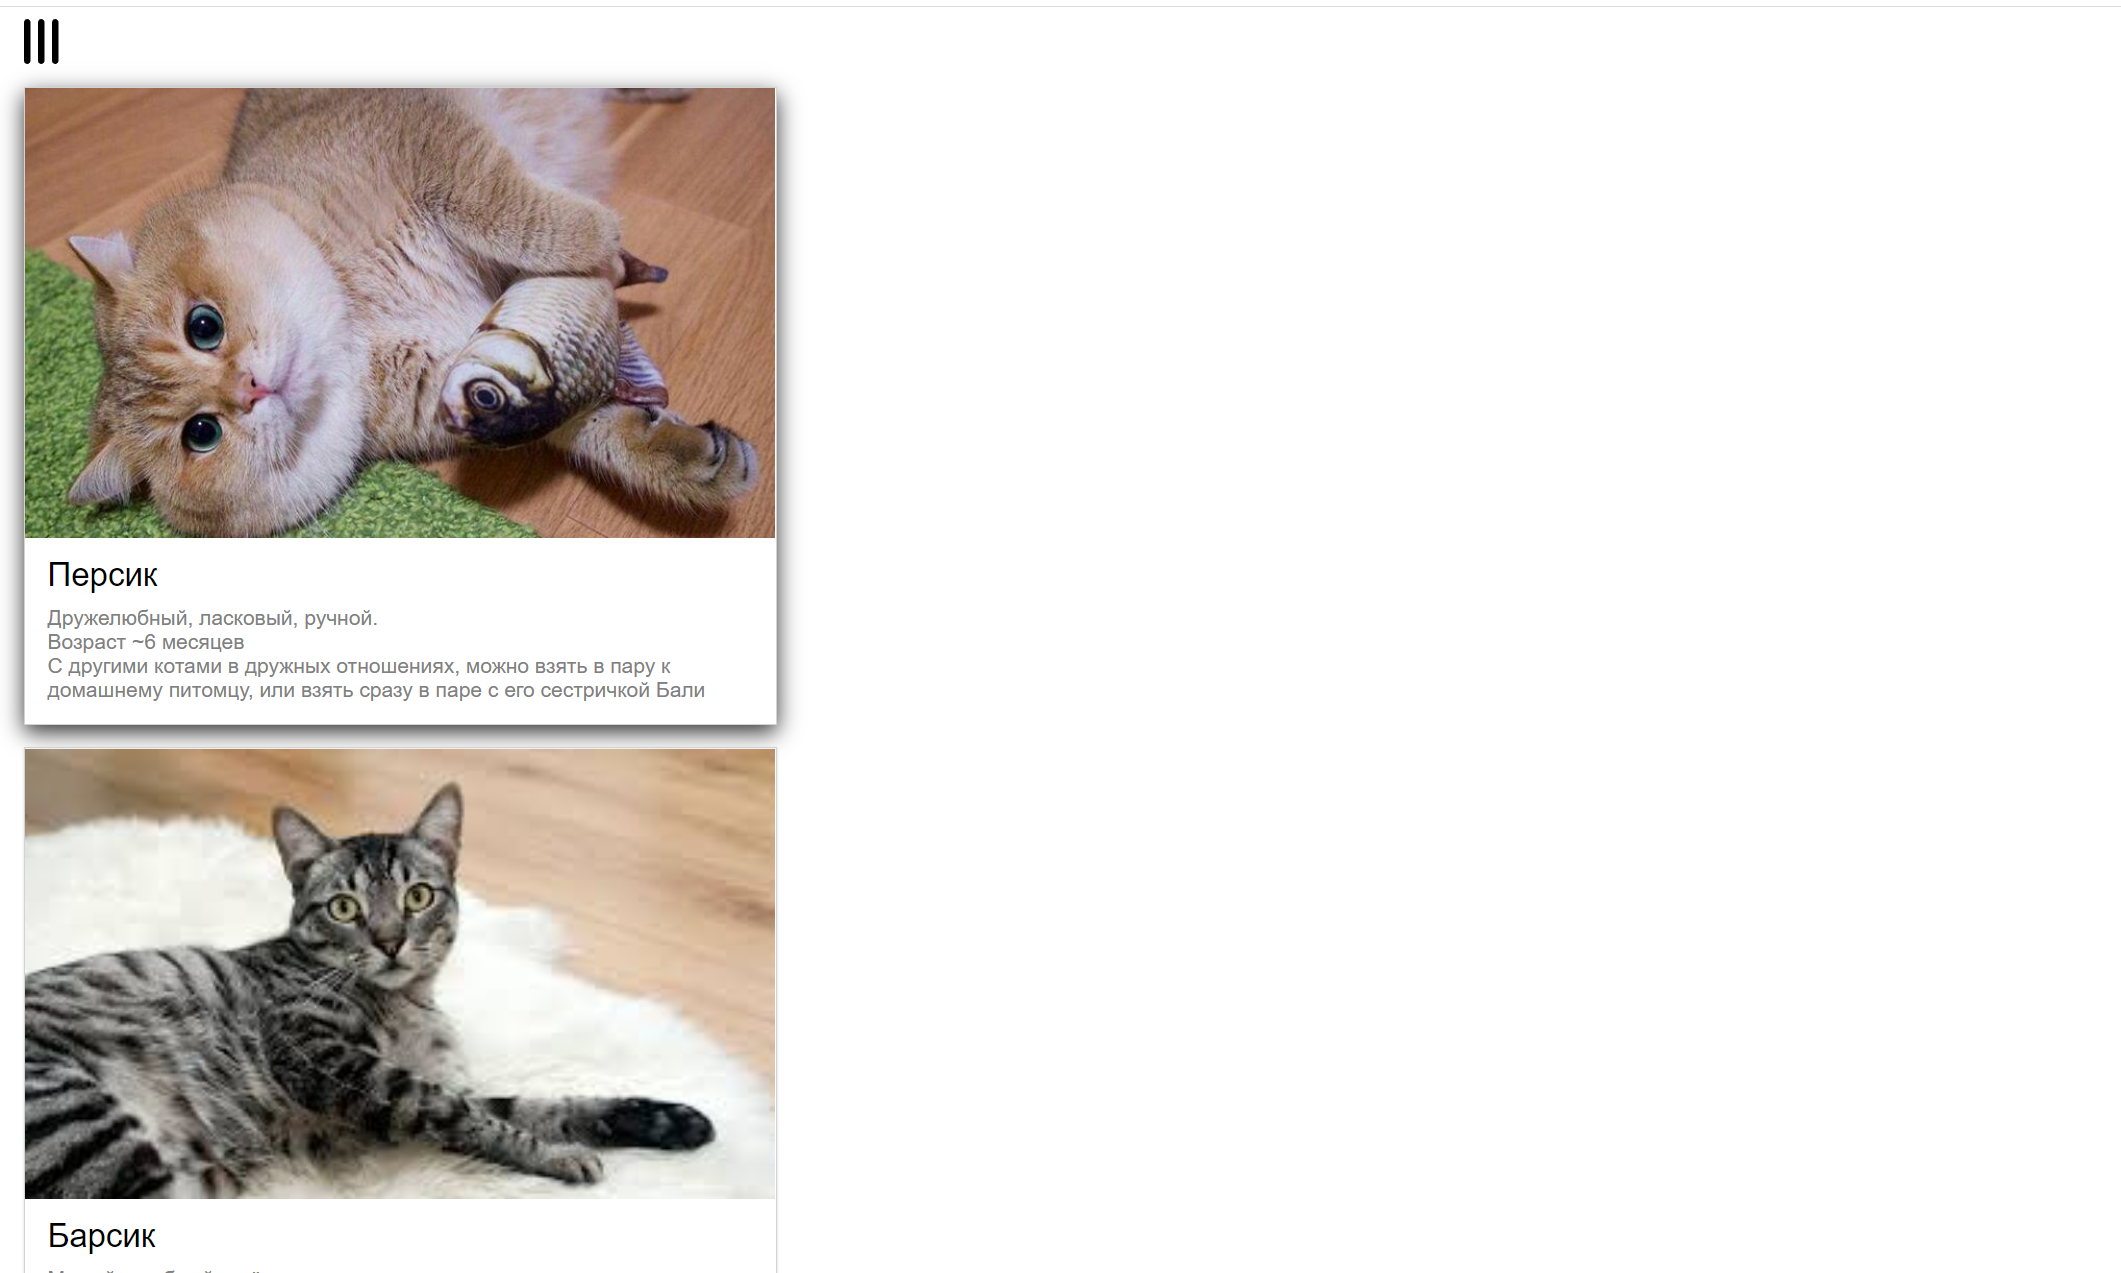 Персик
Дружелюбный, ласковый, ручной.
Возраст ~6 месяцев
С другими котами в дружных отношениях, можно взять в пару к
домашнему питомцу, или взять сразу в паре с его сестричкой Бали
Барсик